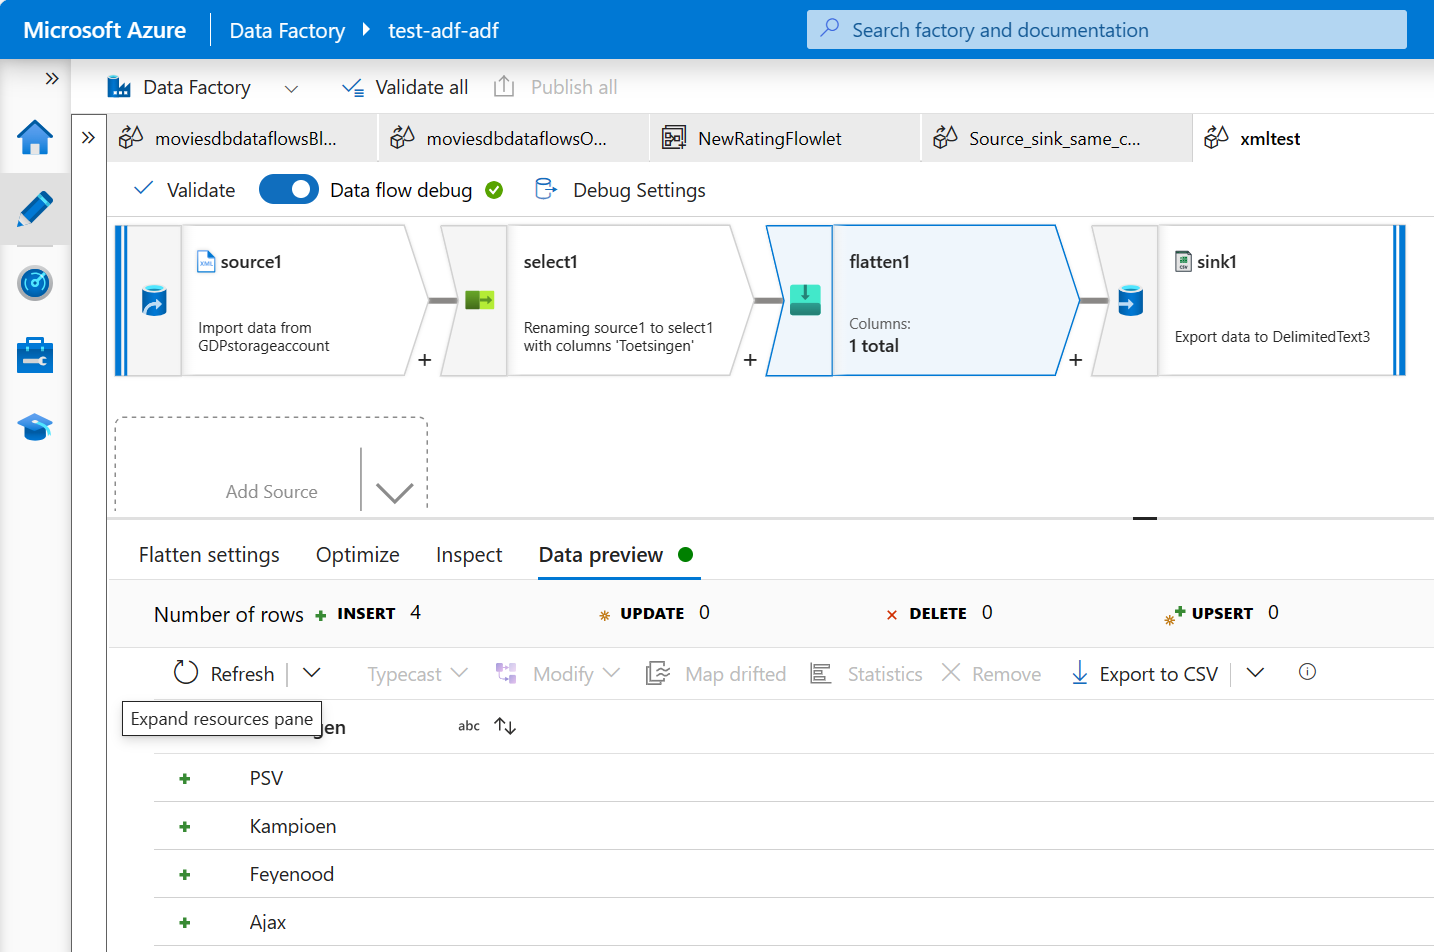 Microsoft Azure
Data Factory
test-adf-adf
Search factory and documentation
Data Factory
Validate all
Publish all
moviesdbdataflowsBl...
moviesdbdataflowsO...
NewRatingFlowlet
Source_sink_same_c...
xmltest
Validate
Data flow debug
Debug Settings
XML
source1
Import data from
GDPstorageaccount
+
select1
Renaming source1 to select1
with columns 'Toetsingen'
+
flatten1
Columns:
1 total
+
CSV
sink1
Export data to DelimitedText3
Add Source
Flatten settings
Optimize
Inspect
Data preview
Number of rows
INSERT 4
UPDATE 0
DELETE 0
UPSERT 0
Refresh
Typecast
Modify
Map drifted
Statistics
Remove
Export to CSV
Expand resources pane
gen
abc
PSV
Kampioen
Feyenood
Ajax